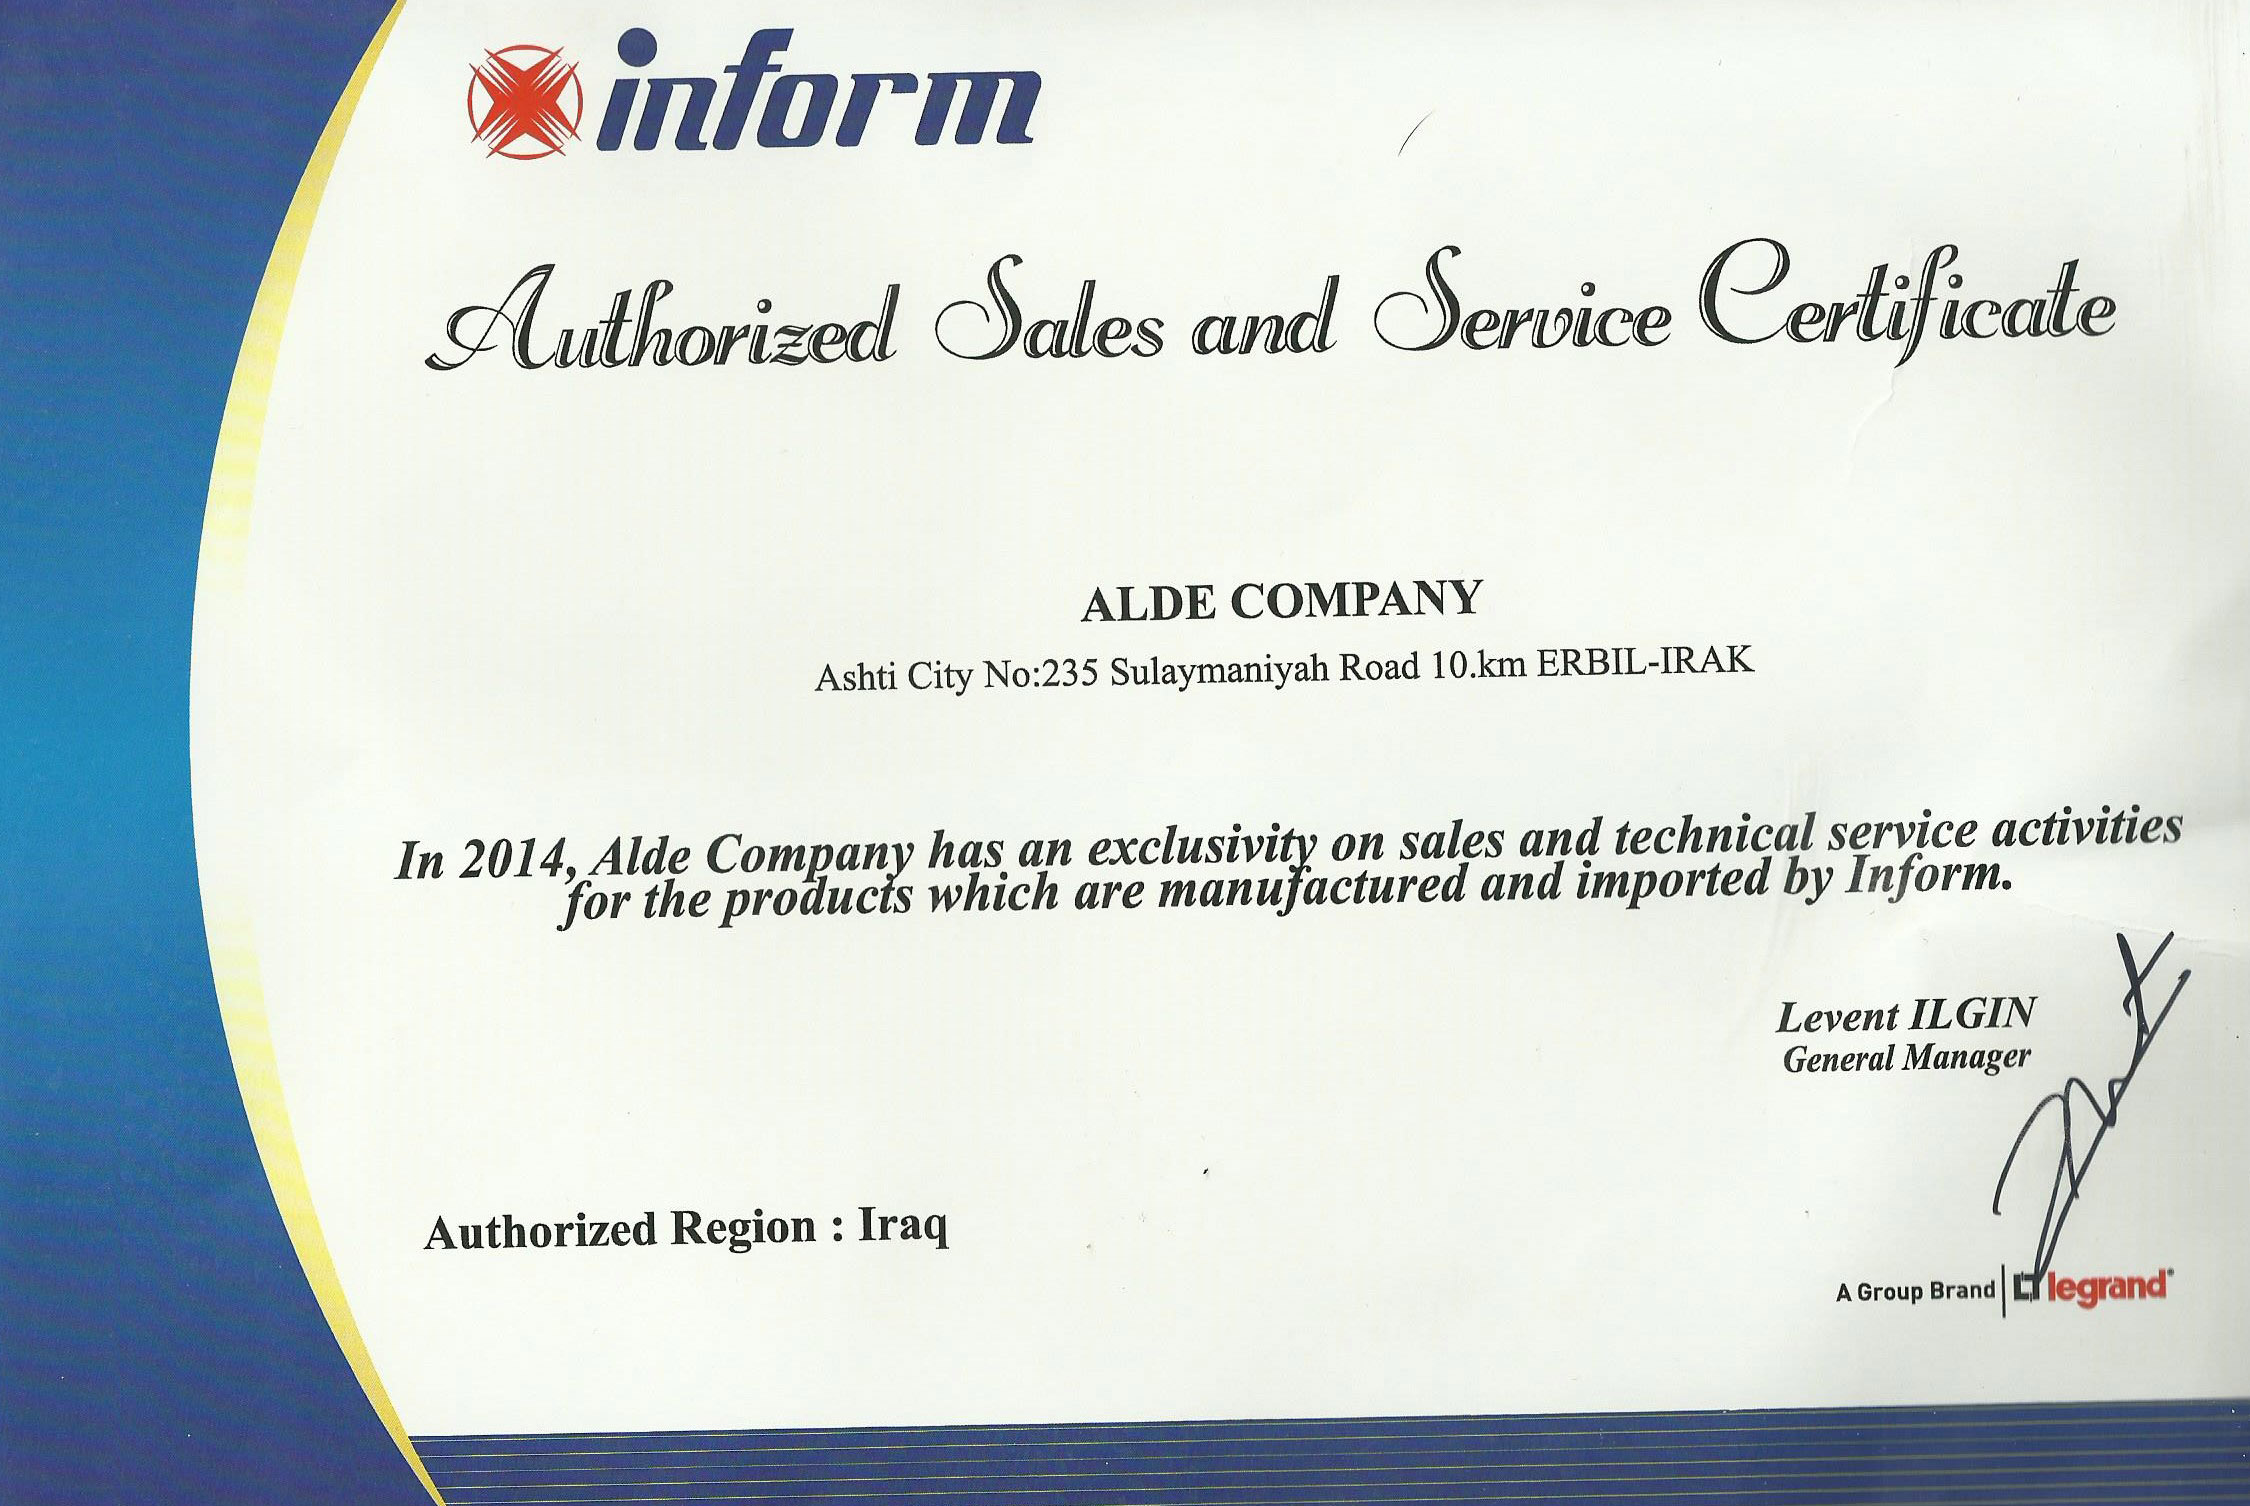 inform
Authorized Sales and Service Certificate
ALDE COMPANY
Ashti City No:235 Sulaymaniyah Road 10.km ERBIL-IRAK
In 2014, Alde Company has an exclusivity on sales and technical service activities
for the products which are manufactured and imported by Inform.
Levent ILGIN
General Manager
Authorized Region : Iraq
A Group Brand legrand®